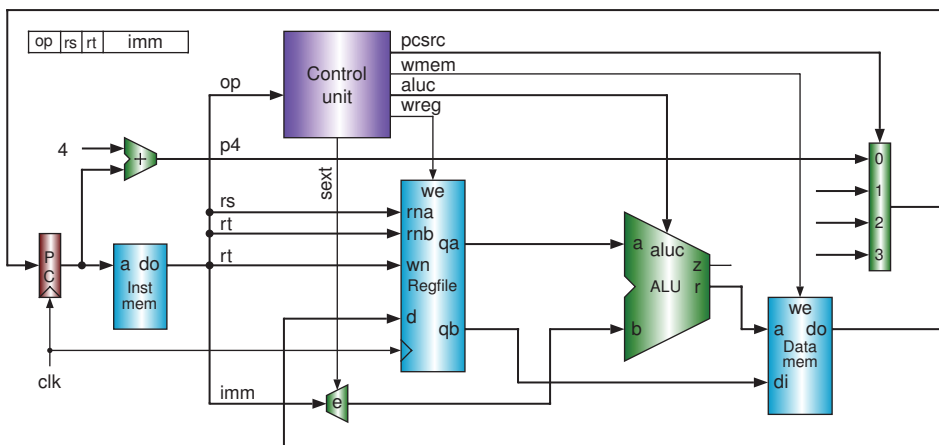 op rs rt imm
Control unit
pcsrc
wmem
aluc
wreg
op
4
+
p4
sext
0
1
2
3
we
rs
rna
rt
rnb
qa
rt
wn
Regfile
d
qb
P
C
a do
Inst
mem
clk
imm
e
a
aluc
z
ALU
r
b
we
a do
Data
mem
di